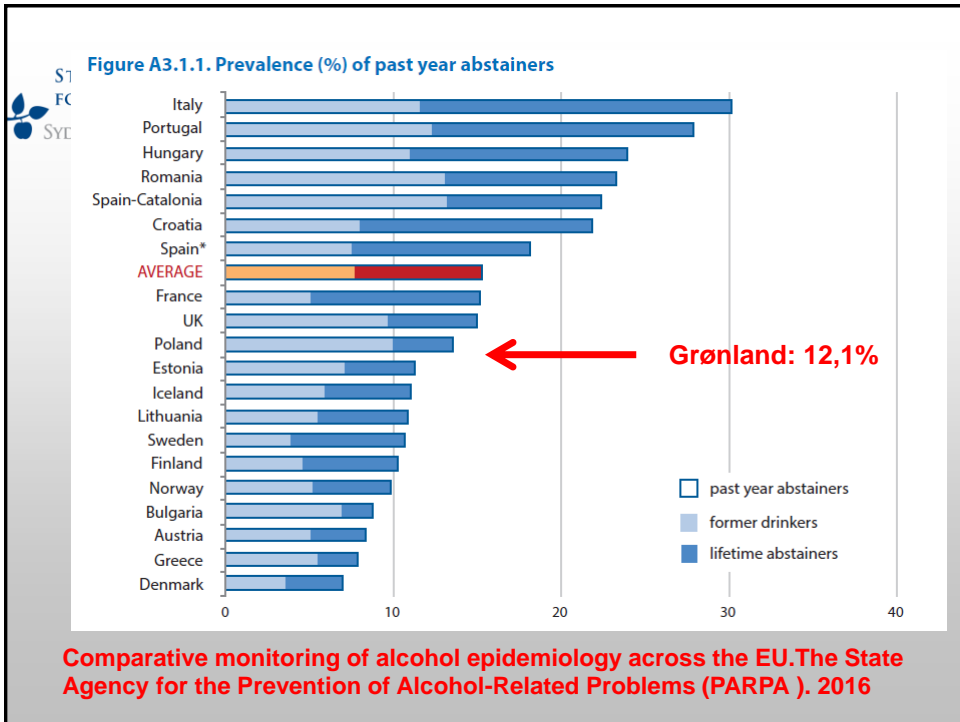 Figure A3.1.1. Prevalence (%) of past year abstainers
Italy
Portugal
Hungary
Romania
Spain-Catalonia
Croatia
Spain*
AVERAGE
France
UK
Poland
Estonia
Iceland
Lithuania
Sweden
Finland
Norway
Bulgaria
Austria
Greece
Denmark
Grønland: 12,1%
past year abstainers
former drinkers
lifetime abstainers
0 10 20 30 40
Comparative monitoring of alcohol epidemiology across the EU.The State
Agency for the Prevention of Alcohol-Related Problems (PARPA ). 2016